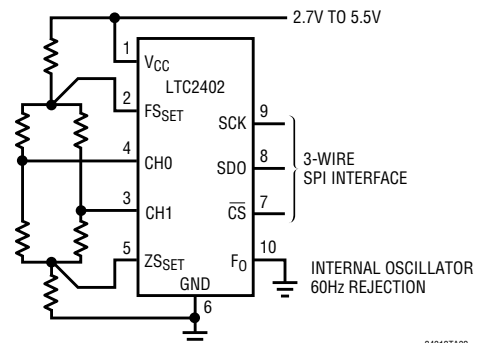 2.7V TO 5.5V
1 VCC
LTC2402
2 FSSET
SCK 9
4 CH0
SDO 8
3-WIRE
SPI INTERFACE
3 CH1
CS 7
5 ZSSET
FO 10
INTERNAL OSCILLATOR
60Hz REJECTION
GND
6